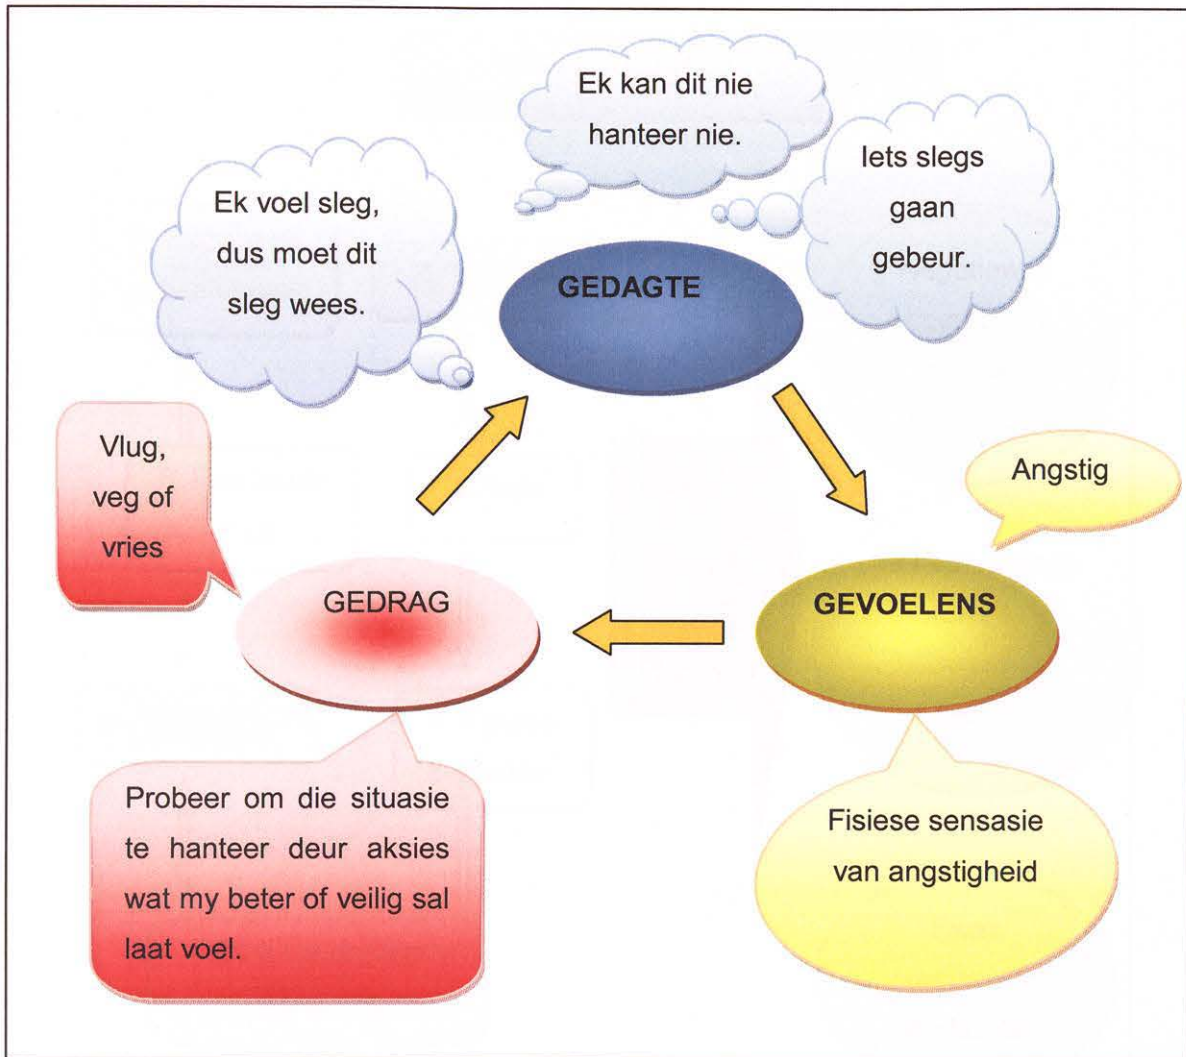 Ek kan dit nie
hanteer nie.
Iets slegs
gaan
gebeur.
Ek voel sleg,
dus moet dit
sleg wees.
GEDAGTE
Vlug,
veg of
vries
Angstig
GEDRAG
GEVOELENS
Probeer om die situasie
te hanteer deur aksies
wat my beter of veilig sal
laat voel.
Fisiese sensasie
van angstigheid